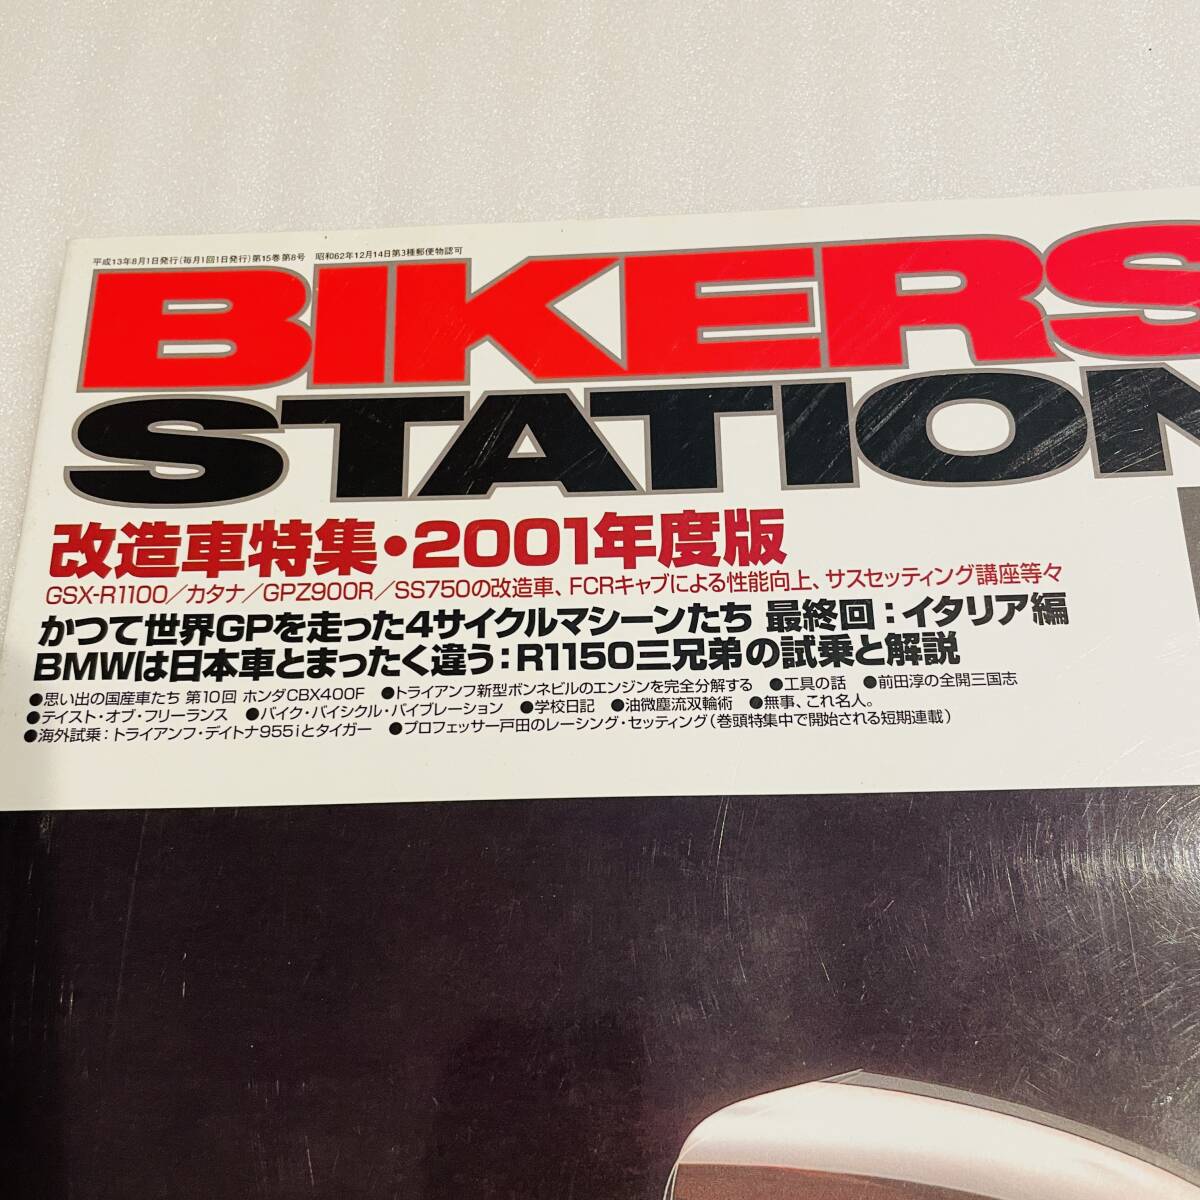 平成13年8月1日発行(毎月1回1日発行)第15巻第8号 昭和62年12月14日第3種郵便物認可
BIKERS
STATION
改造車特集・2001年度版
GSX-R1100／カタナ／GPZ900R／SS750の改造車、FCRキャブによる性能向上、サスセッティング講座等々
かつて世界GPを走った4サイクルマシーンたち 最終回：イタリア編
BMWは日本車とまったく違う：R1150三兄弟の試乗と解説
●思い出の国産車たち 第10回 ホンダCBX400F ●トライアンフ新型ボンネビルのエンジンを完全分解する ●工具の話 ●前田淳の全開三国志
●テイスト・オブ・フリーランス ●バイク・バイシクル・バイブレーション ●学校日記 ●油微塵流双輪術 ●無事、これ名人。
●海外試乗：トライアンフ・デイトナ955iとタイガー ●プロフェッサー戸田のレーシング・セッティング(巻頭特集中で開始される短期連載)